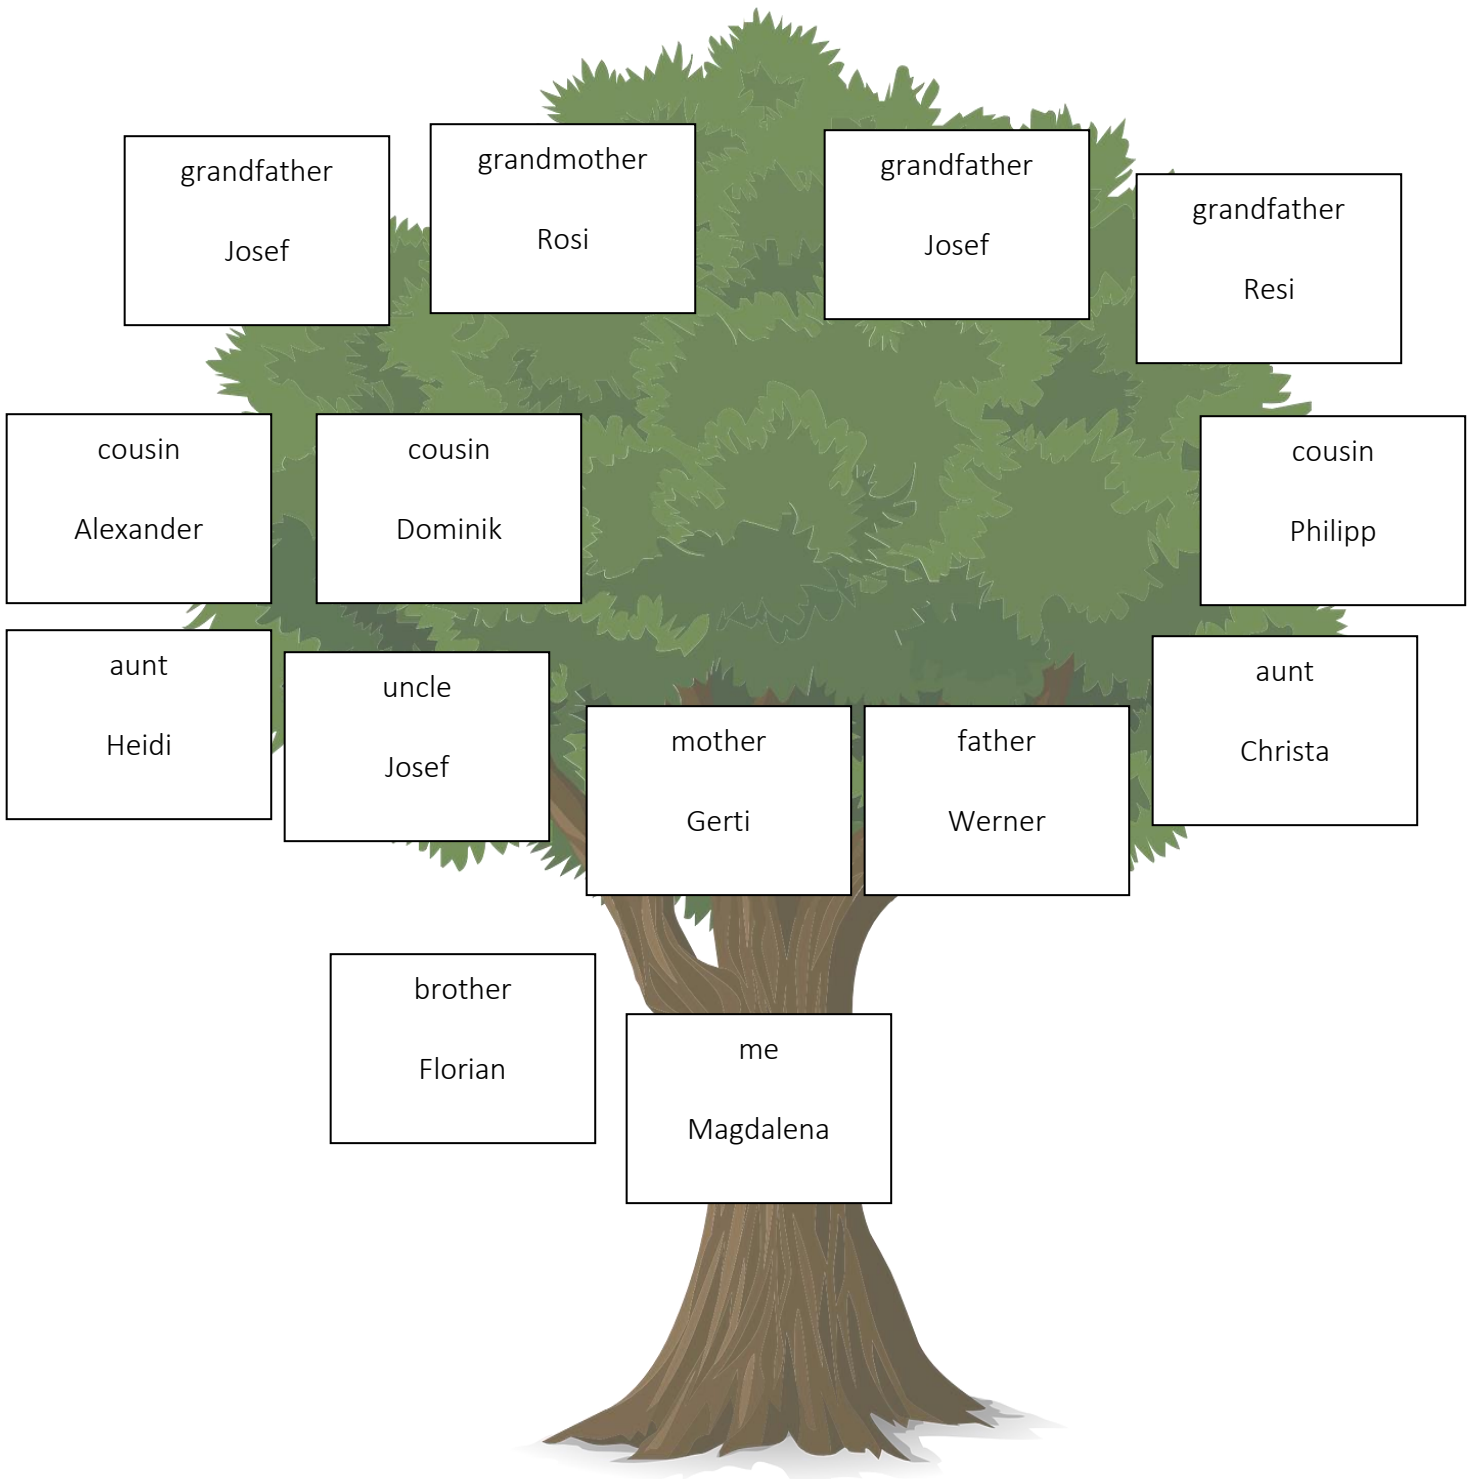 grandfather
Josef
grandmother
Rosi
grandfather
Josef
grandfather
Resi
cousin
Alexander
cousin
Dominik
cousin
Philipp
aunt
Heidi
uncle
Josef
mother
Gerti
father
Werner
aunt
Christa
brother
Florian
me
Magdalena